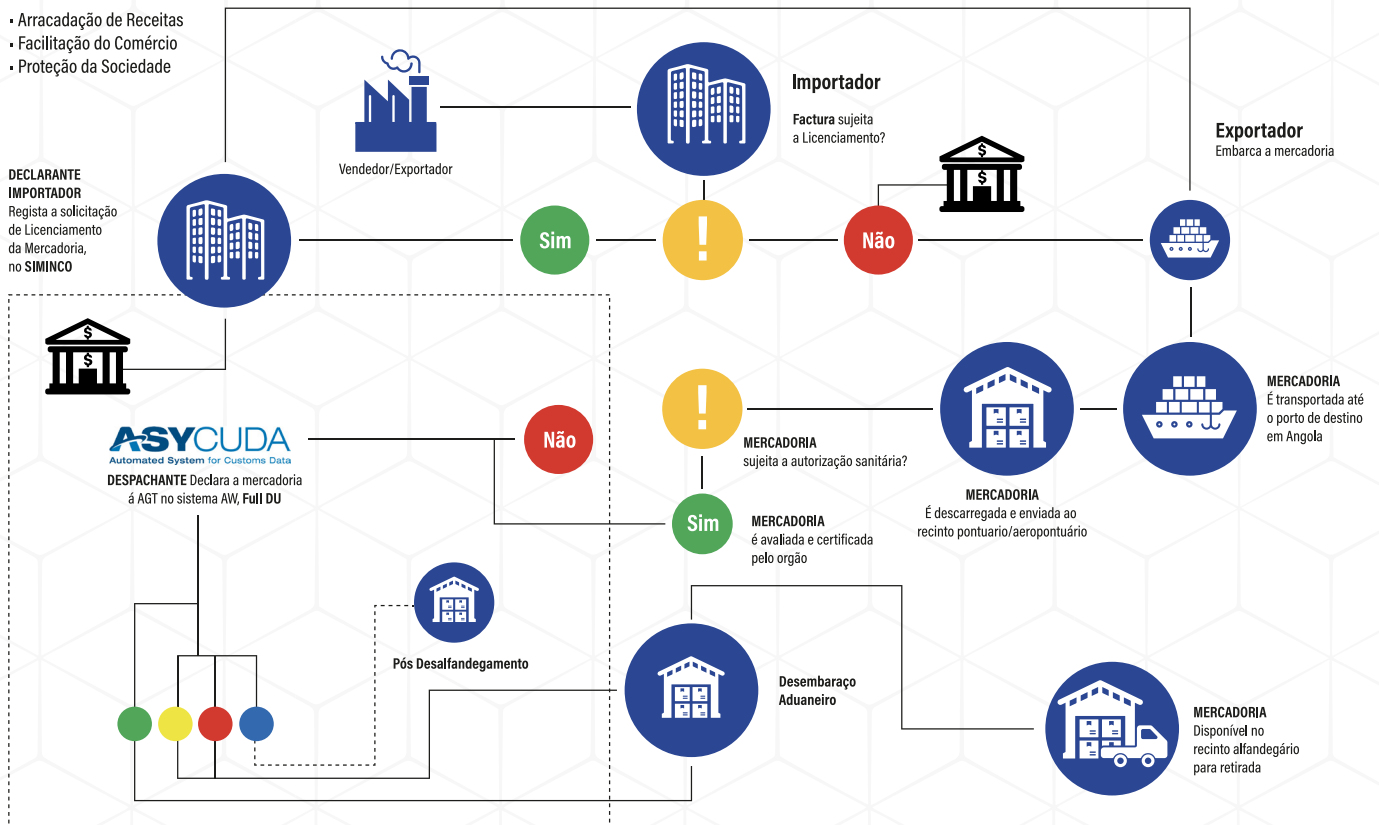 - Arracadação de Receitas
- Facilitação do Comércio
- Proteção da Sociedade
Vendedor/Exportador
Importador
Factura sujeita
a Licenciamento?
$
$
Exportador
Embarca a mercadoria
DECLARANTE
IMPORTADOR
Regista a solicitação
de Licenciamento
da Mercadoria,
no SIMINCO
Sim
!
Não
$
$
ASYCUDA
Automated System for Customs Data
DESPACHANTE Declara a mercadoria
á AGT no sistema AW, Full DU
Não
!
MERCADORIA
sujeita a autorização sanitária?
Sim
MERCADORIA
é avaliada e certificada
pelo orgão
MERCADORIA
É descarregada e enviada ao
recinto pontuario/aeropontuário
MERCADORIA
É transportada até
o porto de destino
em Angola
Pós Desalfandegamento
Desembaraço
Aduaneiro
MERCADORIA
Disponível no
recinto alfandegário
para retirada